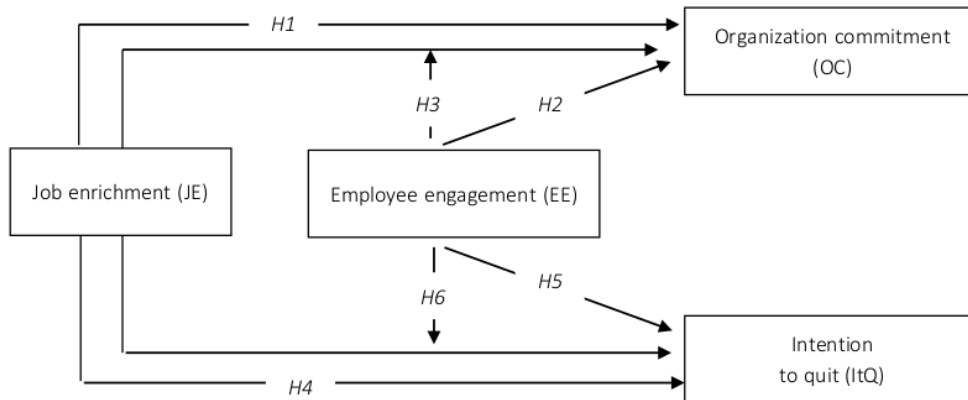 H1
Organization commitment
(OC)
H3
H2
Job enrichment (JE)
Employee engagement (EE)
H6
H5
Intention
to quit (ItQ)
H4